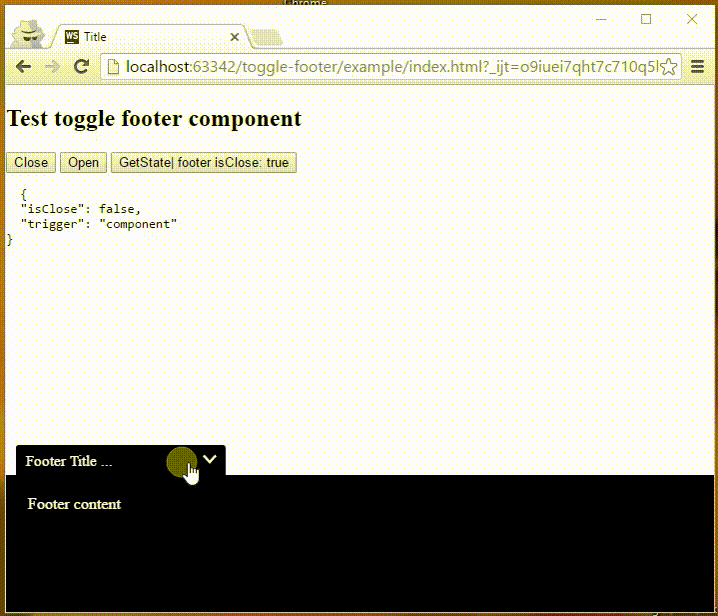 Chrome
WS Title
localhost:63342/toggle-footer/example/index.html?_ijt=o9iuei7qht7c710q5l
Test toggle footer component
Close Open GetState| footer isClose: true
{
"isClose": false,
"trigger": "component"
}
Footer Title ...
Footer content